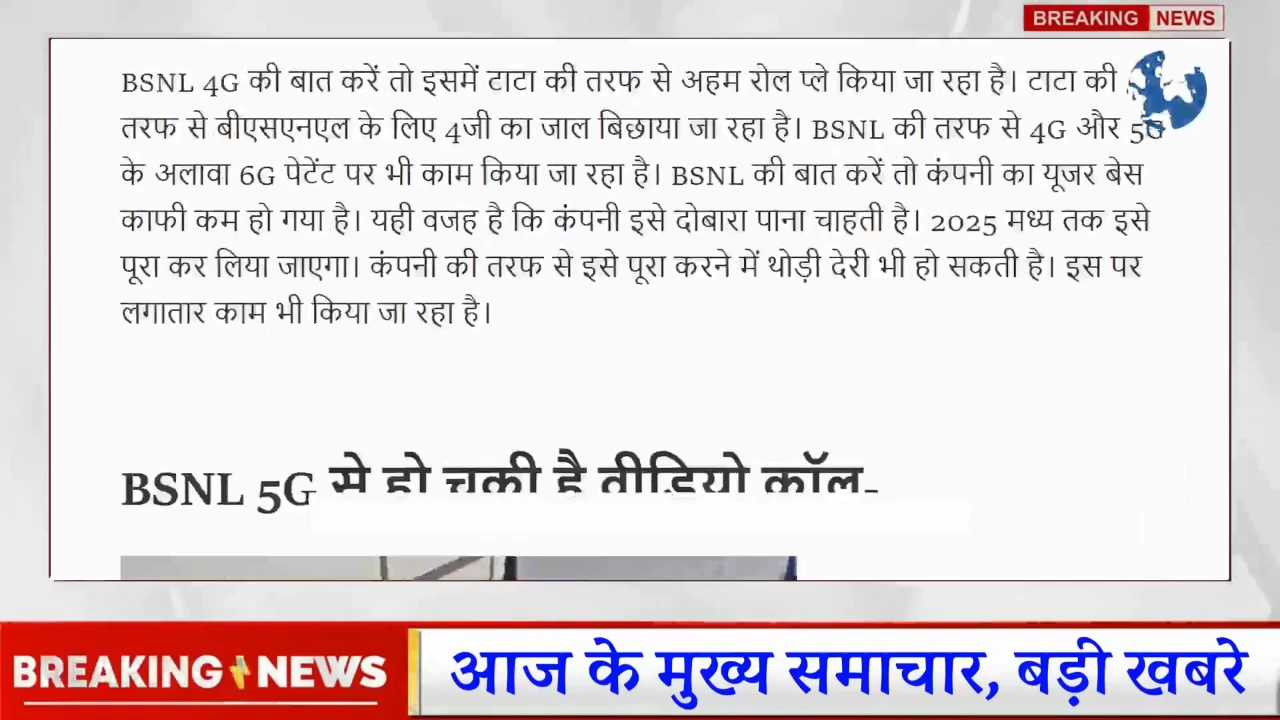 BREAKING NEWS
BSNL 4G की बात करें तो इसमें टाटा की तरफ से अहम रोल प्ले किया जा रहा है। टाटा की
तरफ से बीएसएनएल के लिए 4जी का जाल बिछाया जा रहा है। BSNL की तरफ से 4G और 5G
के अलावा 6G पेटेंट पर भी काम किया जा रहा है। BSNL की बात करें तो कंपनी का यूजर बेस
काफी कम हो गया है। यही वजह है कि कंपनी इसे दोबारा पाना चाहती है। 2025 मध्य तक इसे
पूरा कर लिया जाएगा। कंपनी की तरफ से इसे पूरा करने में थोड़ी देरी भी हो सकती है। इस पर
लगातार काम भी किया जा रहा है।
BSNL 5G से हो चुकी है वीडियो कॉल-
BREAKING NEWS
आज के मुख्य समाचार, बड़ी खबरे